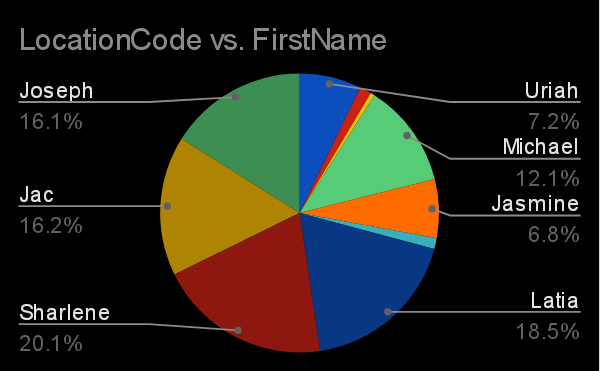 LocationCode vs. FirstName
Joseph
16.1%
Jac
16.2%
Sharlene
20.1%
Uriah
7.2%
Michael
12.1%
Jasmine
6.8%
Latia
18.5%